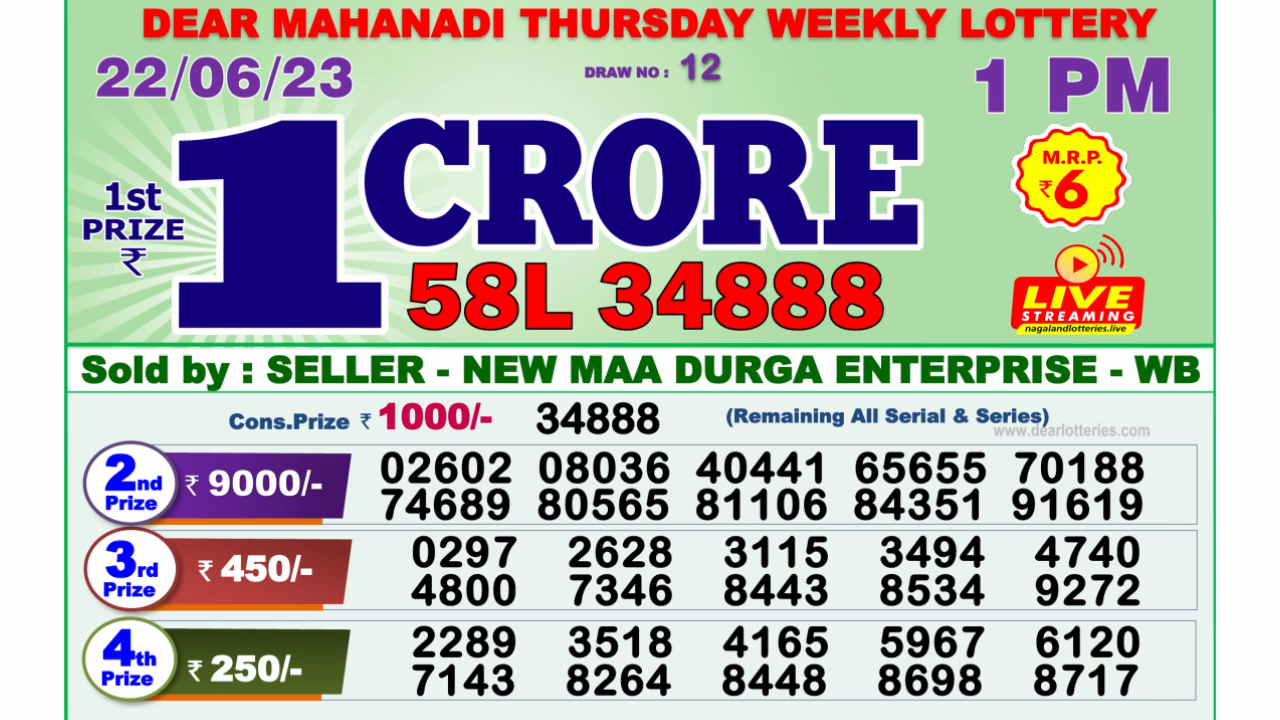 DEAR MAHANADI THURSDAY WEEKLY LOTTERY
22/06/23
DRAW NO : 12
1 PM
1st
PRIZE
₹
1 CRORE
58L 34888
M.R.P.
₹6
LIVE
STREAMING
nagalandlotteries.live
Sold by : SELLER - NEW MAA DURGA ENTERPRISE - WB
Cons.Prize ₹ 1000/- 34888 (Remaining All Serial & Series)
www.dearlotteries.com
2nd
Prize
₹ 9000/-
02602 08036 40441 65655 70188
74689 80565 81106 84351 91619
3rd
Prize
₹ 450/-
0297 2628 3115 3494 4740
4800 7346 8443 8534 9272
4th
Prize
₹ 250/-
2289 3518 4165 5967 6120
7143 8264 8448 8698 8717